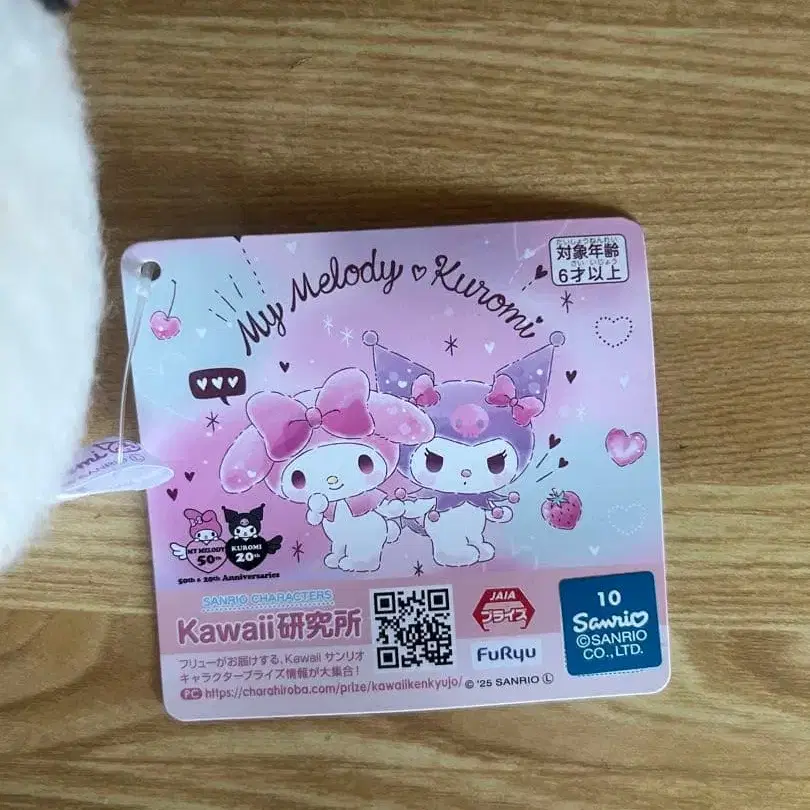 My Melody ♡ Kuromi
たいしょうねんれい
対象年齢
さい いじょう
6才以上
MY MELODY
50th
KUROMI
20th
50th & 20th Anniversaries
SANRIO CHARACTERS
Kawaii研究所
フリューがお届けする、Kawaii サンリオ
キャラクタープライズ情報が大集合!
PC https://charahiroba.com/prize/kawaiikenkyujo/
JAIA
プライズ
FuRyu
© '25 SANRIO Ⓛ
10
Sanrio
©SANRIO
CO.,LTD.